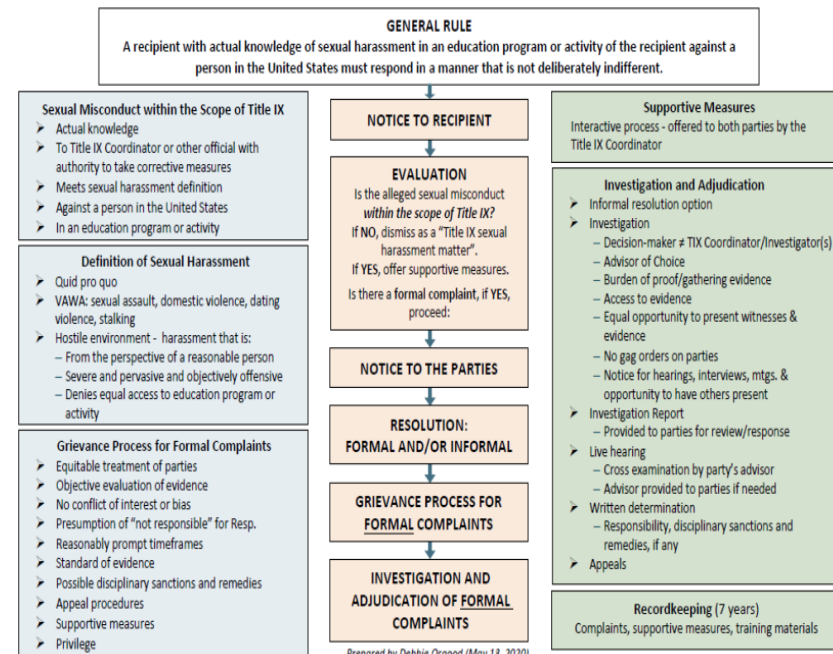 GENERAL RULE
A recipient with actual knowledge of sexual harassment in an education program or activity of the recipient against a
person in the United States must respond in a manner that is not deliberately indifferent.
Sexual Misconduct within the Scope of Title IX
➤ Actual knowledge
➤ To Title IX Coordinator or other official with
authority to take corrective measures
➤ Meets sexual harassment definition
➤ Against a person in the United States
➤ In an education program or activity
Definition of Sexual Harassment
➤ Quid pro quo
➤ VAWA: sexual assault, domestic violence, dating
violence, stalking
➤ Hostile environment - harassment that is:
– From the perspective of a reasonable person
– Severe and pervasive and objectively offensive
– Denies equal access to education program or
activity
Grievance Process for Formal Complaints
➤ Equitable treatment of parties
➤ Objective evaluation of evidence
➤ No conflict of interest or bias
➤ Presumption of "not responsible" for Resp.
➤ Reasonably prompt timeframes
➤ Standard of evidence
➤ Possible disciplinary sanctions and remedies
➤ Appeal procedures
➤ Supportive measures
➤ Privilege
NOTICE TO RECIPIENT
EVALUATION
Is the alleged sexual misconduct
within the scope of Title IX?
If NO, dismiss as a "Title IX sexual
harassment matter".
If YES, offer supportive measures.
Is there a formal complaint, if YES,
proceed:
NOTICE TO THE PARTIES
RESOLUTION:
FORMAL AND/OR INFORMAL
GRIEVANCE PROCESS FOR
FORMAL COMPLAINTS
INVESTIGATION AND
ADJUDICATION OF FORMAL
COMPLAINTS
Prepared by Debbie Osgood (May 13, 2020)
Supportive Measures
Interactive process - offered to both parties by the
Title IX Coordinator
Investigation and Adjudication
➤ Informal resolution option
➤ Investigation
– Decision-maker ≠ TIX Coordinator/Investigator(s)
– Advisor of Choice
– Burden of proof/gathering evidence
– Access to evidence
– Equal opportunity to present witnesses &
evidence
– No gag orders on parties
– Notice for hearings, interviews, mtgs. &
opportunity to have others present
➤ Investigation Report
– Provided to parties for review/response
➤ Live hearing
– Cross examination by party's advisor
– Advisor provided to parties if needed
➤ Written determination
– Responsibility, disciplinary sanctions and
remedies, if any
➤ Appeals
Recordkeeping (7 years)
Complaints, supportive measures, training materials